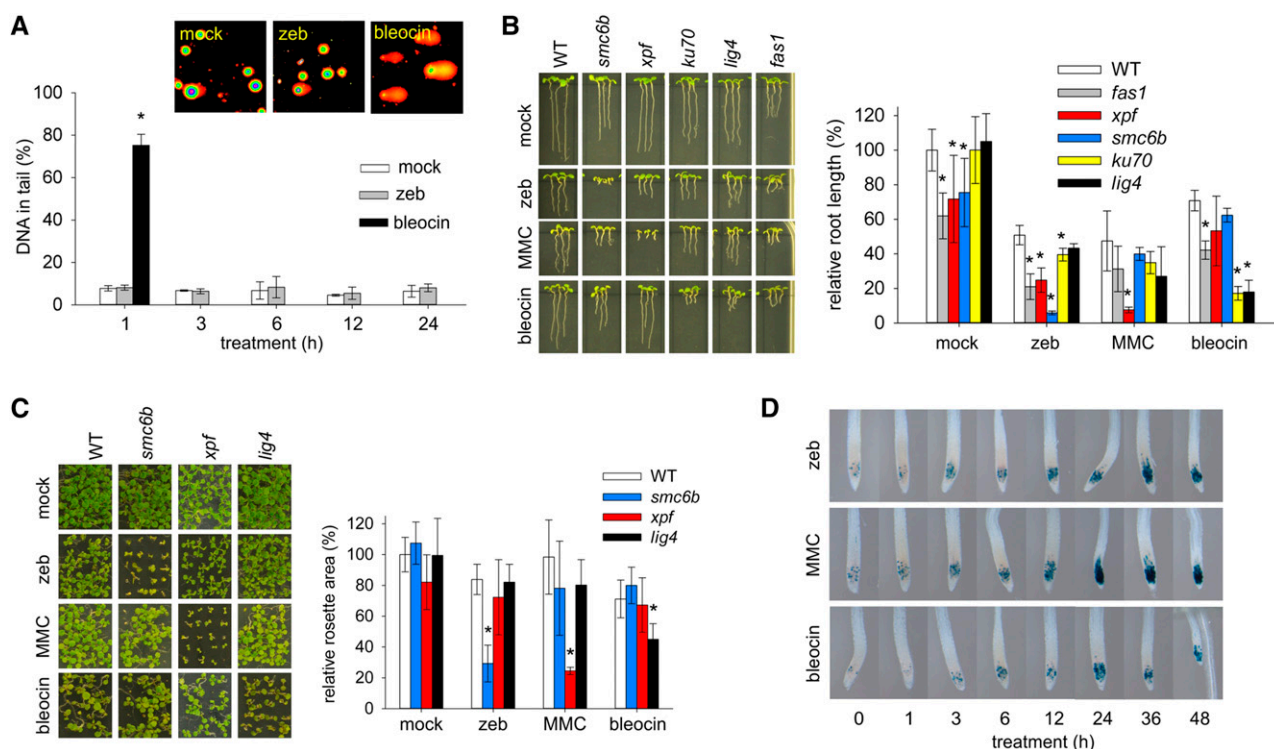 A
mock
zeb
bleocin
DNA in tail (%)
100
80
60
40
20
0
*
mock
zeb
bleocin
1
3
6
12
24
treatment (h)
B
WT
smc6b
xpf
ku70
lig4
fas1
mock
zeb
MMC
bleocin
relative root length (%)
120
100
80
60
40
20
0
WT
fas1
xpf
smc6b
ku70
lig4
* * *
* * * *
*
* * *
mock
zeb
MMC
bleocin
C
WT
smc6b
xpf
lig4
mock
zeb
MMC
bleocin
relative rosette area (%)
120
100
80
60
40
20
0
WT
smc6b
xpf
lig4
*
*
*
mock
zeb
MMC
bleocin
D
zeb
MMC
bleocin
0
1
3
6
12
24
36
48
treatment (h)